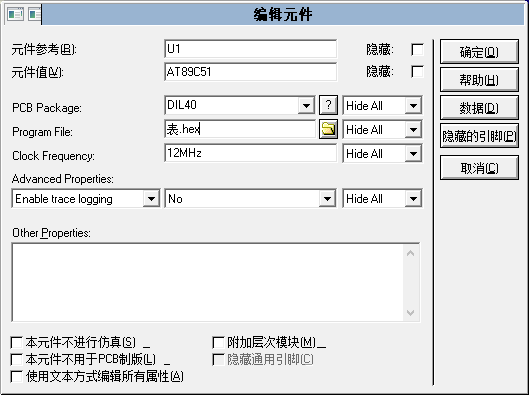 编辑元件
元件参考(R):
U1
隐藏:
确定(O)
元件值(V):
AT89C51
隐藏:
帮助(H)
PCB Package:
DIL40
?
Hide All
数据(D)
Program File:
表.hex
Hide All
隐藏的引脚(P)
Clock Frequency:
12MHz
Hide All
取消(C)
Advanced Properties:
Enable trace logging
No
Hide All
Other Properties:
本元件不进行仿真(S)
附加层次模块(M)
本元件不用于PCB制版(L)
隐藏通用引脚(C)
使用文本方式编辑所有属性(A)